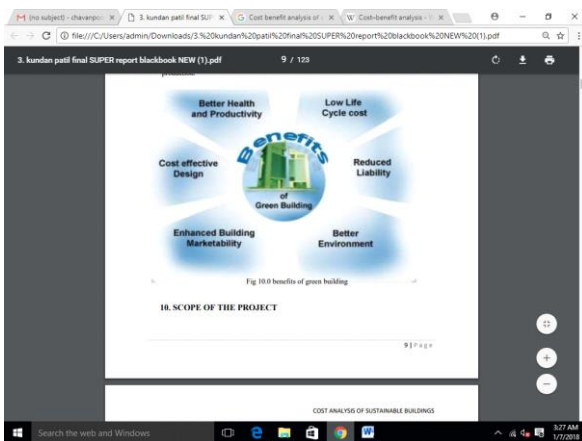 (no subject) - chavanpoo
3. kundan patil final SUP
Cost benefit analysis of
Cost–benefit analysis -
file:///C:/Users/admin/Downloads/3.%20kundan%20patil%20final%20SUPER%20report%20blackbook%20NEW%20(1).pdf
3. kundan patil final SUPER report blackbook NEW (1).pdf
9 / 123
Better Health
and Productivity
Low Life
Cycle cost
Benefits
Cost effective
Design
Reduced
Liability
of
Green Building
Enhanced Building
Marketability
Better
Environment
Fig 10.0 benefits of green building
10. SCOPE OF THE PROJECT
9 | Page
COST ANALYSIS OF SUSTAINABLE BUILDINGS
Search the web and Windows
3:27 AM
1/7/2018